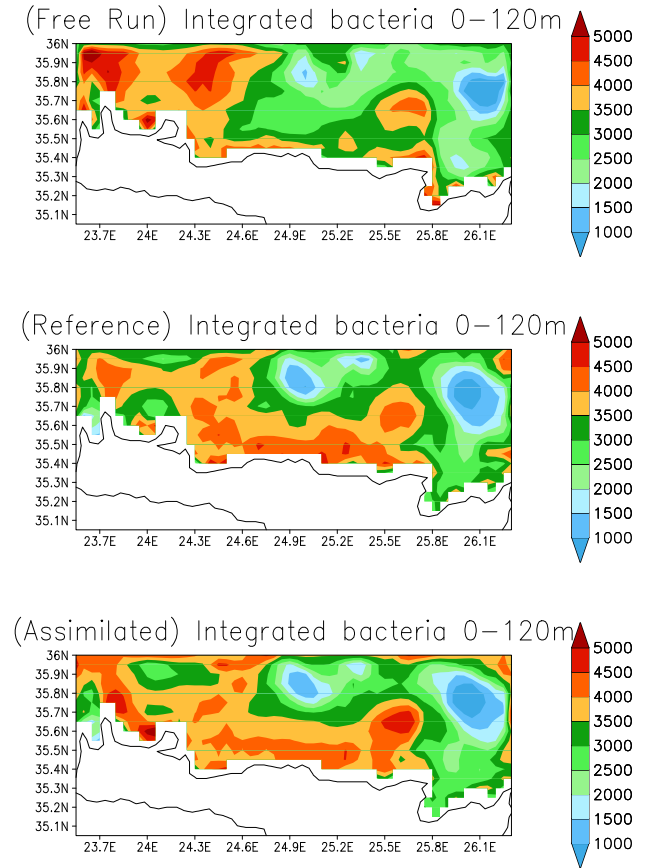 (Free Run) Integrated bacteria 0−120m
36N
35.9N
35.8N
35.7N
35.6N
35.5N
35.4N
35.3N
35.2N
35.1N
23.7E 24E 24.3E 24.6E 24.9E 25.2E 25.5E 25.8E 26.1E
5000
4500
4000
3500
3000
2500
2000
1500
1000
(Reference) Integrated bacteria 0−120m
36N
35.9N
35.8N
35.7N
35.6N
35.5N
35.4N
35.3N
35.2N
35.1N
23.7E 24E 24.3E 24.6E 24.9E 25.2E 25.5E 25.8E 26.1E
5000
4500
4000
3500
3000
2500
2000
1500
1000
(Assimilated) Integrated bacteria 0−120m
36N
35.9N
35.8N
35.7N
35.6N
35.5N
35.4N
35.3N
35.2N
35.1N
23.7E 24E 24.3E 24.6E 24.9E 25.2E 25.5E 25.8E 26.1E
5000
4500
4000
3500
3000
2500
2000
1500
1000